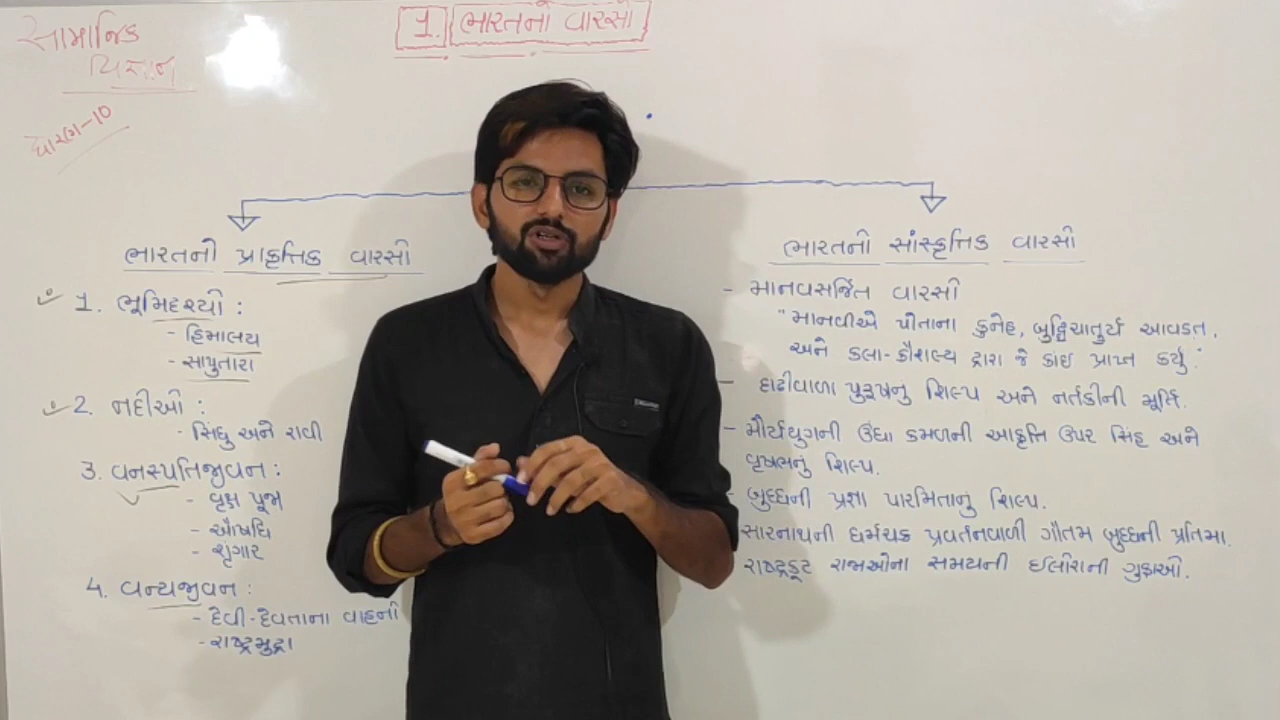 સામાજિક
વિજ્ઞાન
ધોરણ-10
1. ભારતનો વારસો
ભારતનો પ્રાકૃતિક વારસો
1. ભૂમિદૃશ્યો :
- હિમાલય
- સાપુતારા
2. નદીઓ :
- સિંધુ અને રાવી
3. વનસ્પતિજીવન :
- વૃક્ષ પૂજા
- ઔષધિ
- શૃંગાર
4. વન્યજીવન :
- દેવી-દેવતાના વાહનો
- રાષ્ટ્રમુદ્રા
ભારતનો સાંસ્કૃતિક વારસો
- માનવસર્જિત વારસો
"માનવીએ પોતાના કુનેહ, બુદ્ધિચાતુર્ય આવડત,
અને કલા-કૌશલ્ય દ્વારા જે કાંઇ પ્રાપ્ત કર્યુ"
- દાઢીવાળા પુરૂષનુ શિલ્પ અને નર્તકીની મૂર્તિ.
- મૌર્યયુગની ઉંધા કમળની આકૃતિ ઉપર સિંહ અને
વૃષભનું શિલ્પ.
- બુદ્ધની પ્રજ્ઞા પારમિતાનું શિલ્પ.
સારનાથની ધર્મચક્ર પ્રવર્તનવાળી ગૌતમ બુદ્ધની પ્રતિમા.
રાષ્ટ્રકૂટ રાજાઓના સમયની ઇલોરાની ગુફાઓ.